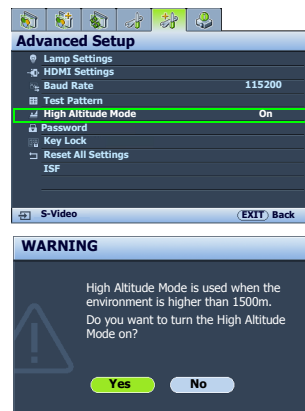 Advanced Setup
Lamp Settings
HDMI Settings
Baud Rate 115200
Test Pattern
High Altitude Mode On
Password
Key Lock
Reset All Settings
ISF
S-Video EXIT Back
WARNING
High Altitude Mode is used when the
environment is higher than 1500m.
Do you want to turn the High Altitude
Mode on?
Yes No